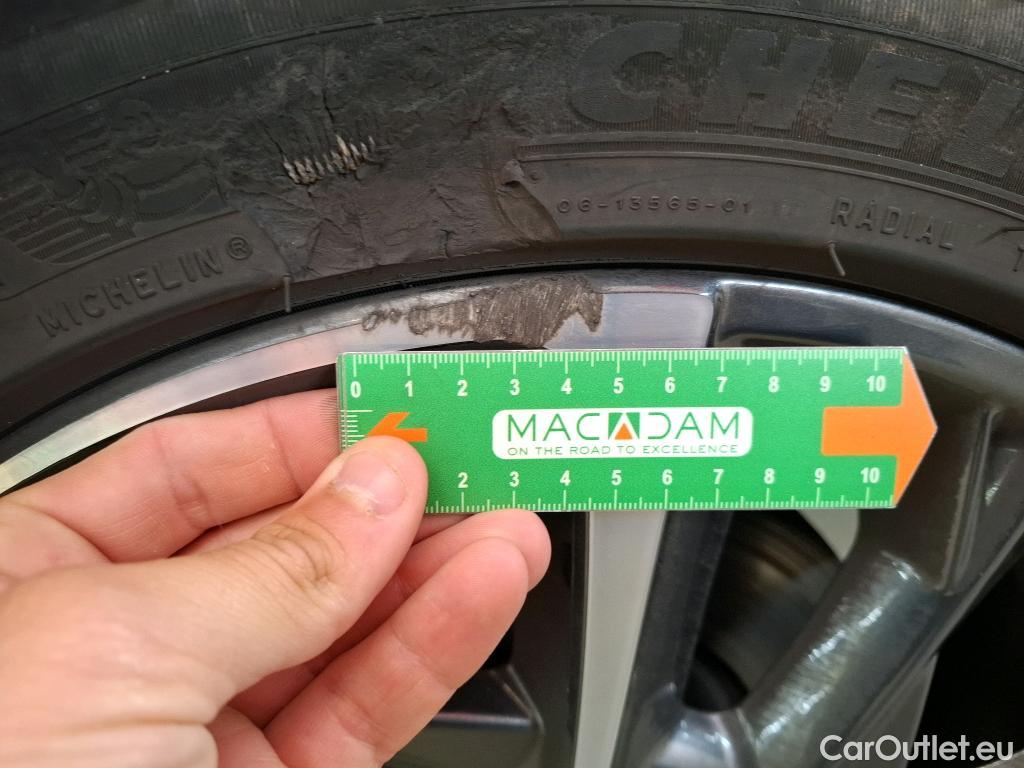 CHEL
MICHELIN®
06-13565-01
RADIAL
0 1 2 3 4 5 6 7 8 9 10
MACADAM
ON THE ROAD TO EXCELLENCE
2 3 4 5 6 7 8 9 10
CarOutlet.eu